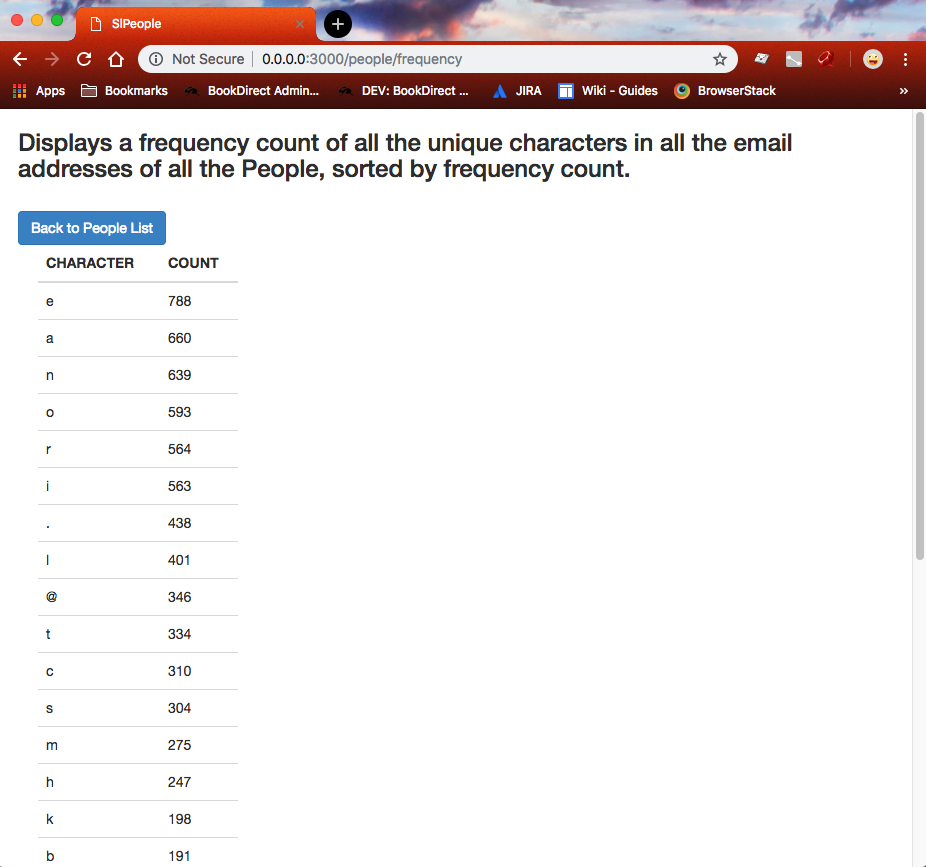 SIPeople
Not Secure 0.0.0.0:3000/people/frequency
Apps Bookmarks BookDirect Admin... DEV: BookDirect ... JIRA Wiki - Guides BrowserStack »
Displays a frequency count of all the unique characters in all the email
addresses of all the People, sorted by frequency count.
Back to People List
CHARACTER COUNT
e 788
a 660
n 639
o 593
r 564
i 563
. 438
l 401
@ 346
t 334
c 310
s 304
m 275
h 247
k 198
b 191